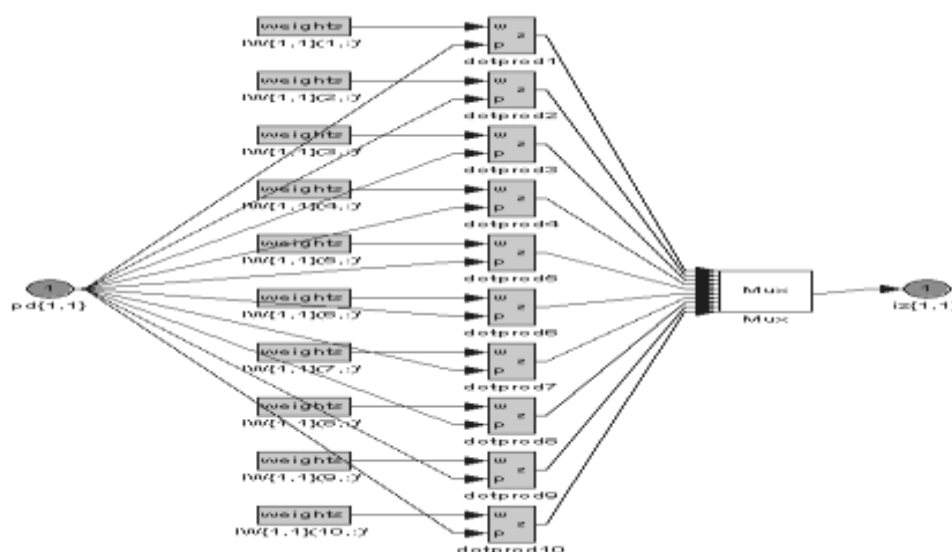 weights
IW{1,1}(1,:)'
w
p
z
dotprod1
weights
IW{1,1}(2,:)'
w
p
z
dotprod2
weights
IW{1,1}(3,:)'
w
p
z
dotprod3
weights
IW{1,1}(4,:)'
w
p
z
dotprod4
weights
IW{1,1}(5,:)'
w
p
z
dotprod5
1
pd{1,1}
Mux
Mux
1
iz{1,1}
weights
IW{1,1}(6,:)'
w
p
z
dotprod6
weights
IW{1,1}(7,:)'
w
p
z
dotprod7
weights
IW{1,1}(8,:)'
w
p
z
dotprod8
weights
IW{1,1}(9,:)'
w
p
z
dotprod9
weights
IW{1,1}(10,:)'
w
p
z
dotprod10